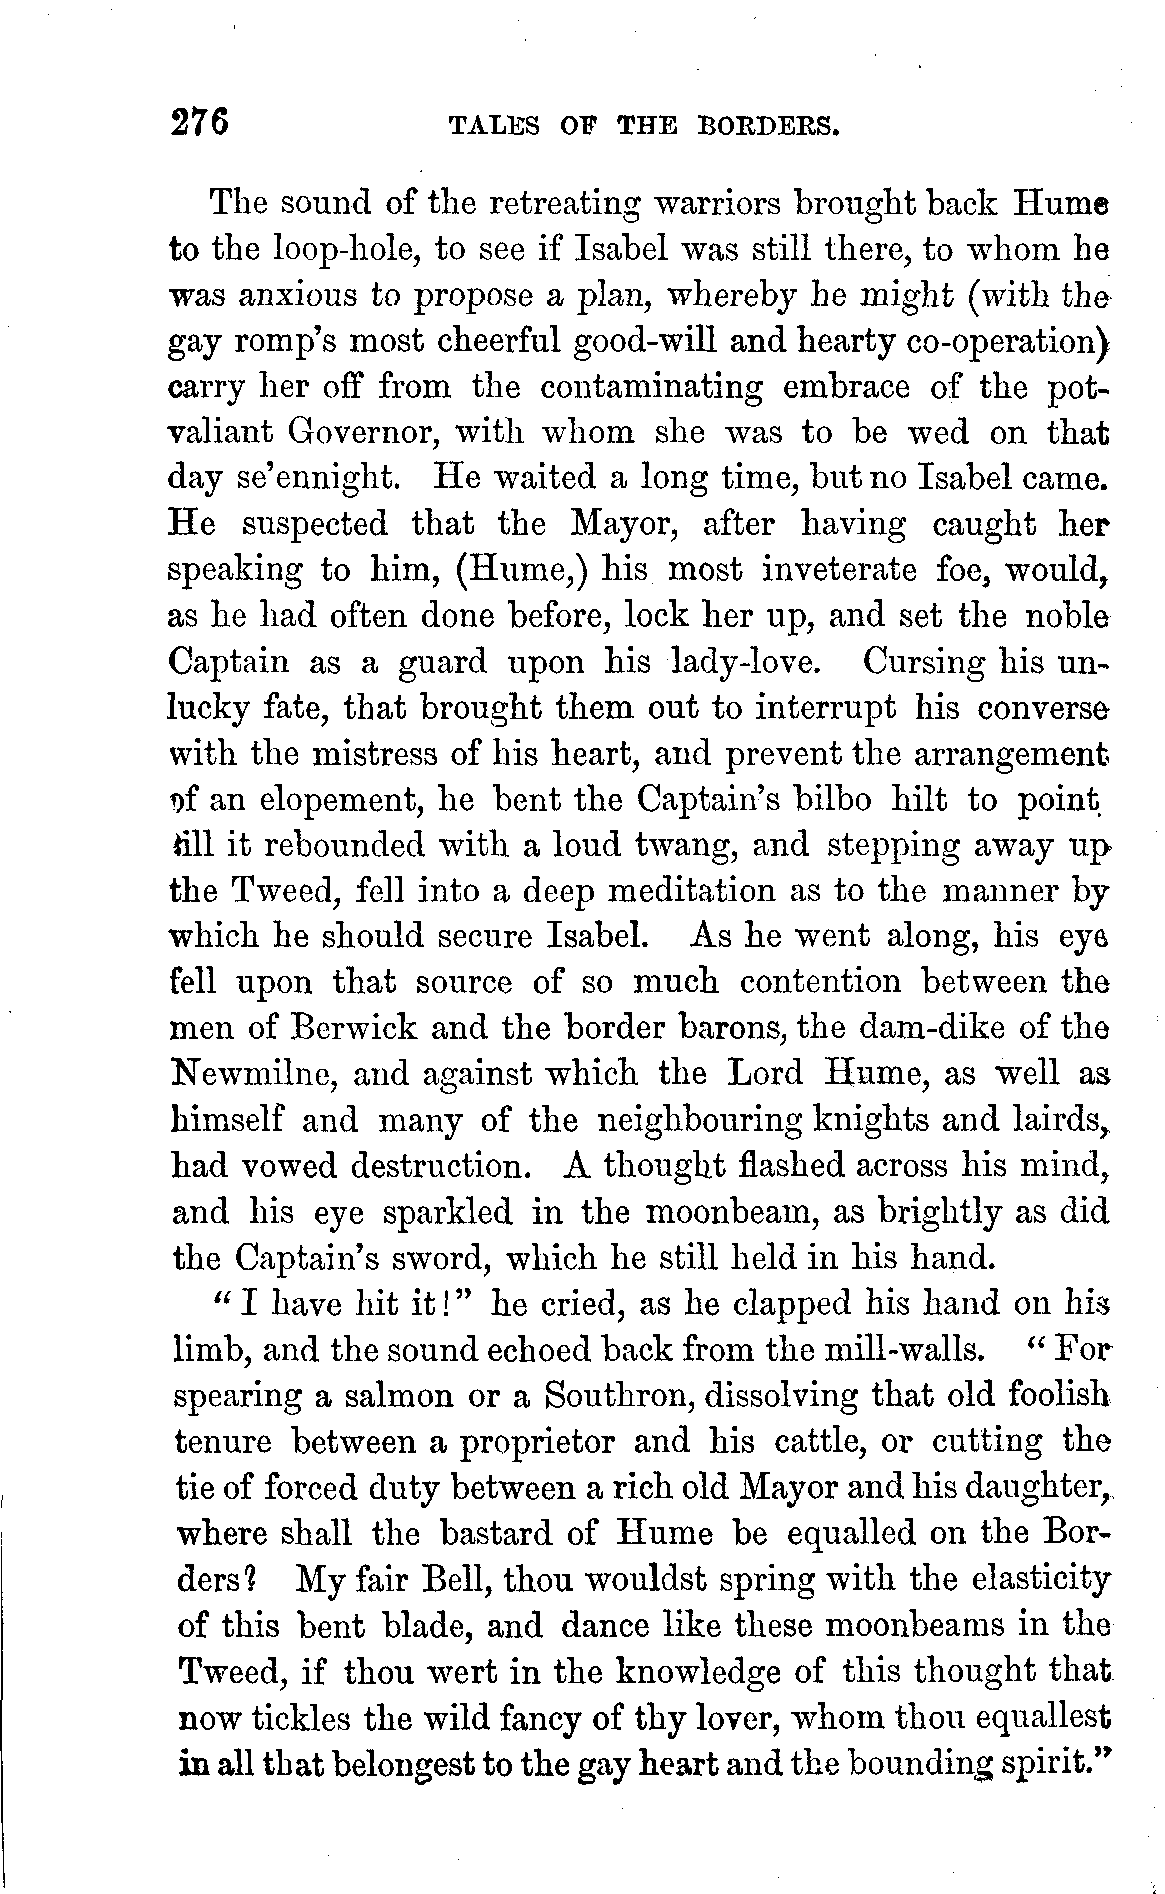 276 TALES OF THE BORDERS.
The sound of the retreating warriors brought back Hume
to the loop-hole, to see if Isabel was still there, to whom he
was anxious to propose a plan, whereby he might (with the
gay romp's most cheerful good-will and hearty co-operation)
carry her off from the contaminating embrace of the pot-
valiant Governor, with whom she was to be wed on that
day se'ennight. He waited a long time, but no Isabel came.
He suspected that the Mayor, after having caught her
speaking to him, (Hume,) his most inveterate foe, would,
as he had often done before, lock her up, and set the noble
Captain as a guard upon his lady-love. Cursing his un-
lucky fate, that brought them out to interrupt his converse
with the mistress of his heart, and prevent the arrangement
of an elopement, he bent the Captain's bilbo hilt to point
till it rebounded with a loud twang, and stepping away up
the Tweed, fell into a deep meditation as to the manner by
which he should secure Isabel. As he went along, his eye
fell upon that source of so much contention between the
men of Berwick and the border barons, the dam-dike of the
Newmilne, and against which the Lord Hume, as well as
himself and many of the neighbouring knights and lairds,
had vowed destruction. A thought flashed across his mind,
and his eye sparkled in the moonbeam, as brightly as did
the Captain's sword, which he still held in his hand.
"I have hit it!" he cried, as he clapped his hand on his
limb, and the sound echoed back from the mill-walls. "For
spearing a salmon or a Southron, dissolving that old foolish
tenure between a proprietor and his cattle, or cutting the
tie of forced duty between a rich old Mayor and his daughter,
where shall the bastard of Hume be equalled on the Bor-
ders? My fair Bell, thou wouldst spring with the elasticity
of this bent blade, and dance like these moonbeams in the
Tweed, if thou wert in the knowledge of this thought that
now tickles the wild fancy of thy lover, whom thou equallest
in all that belongest to the gay heart and the bounding spirit."